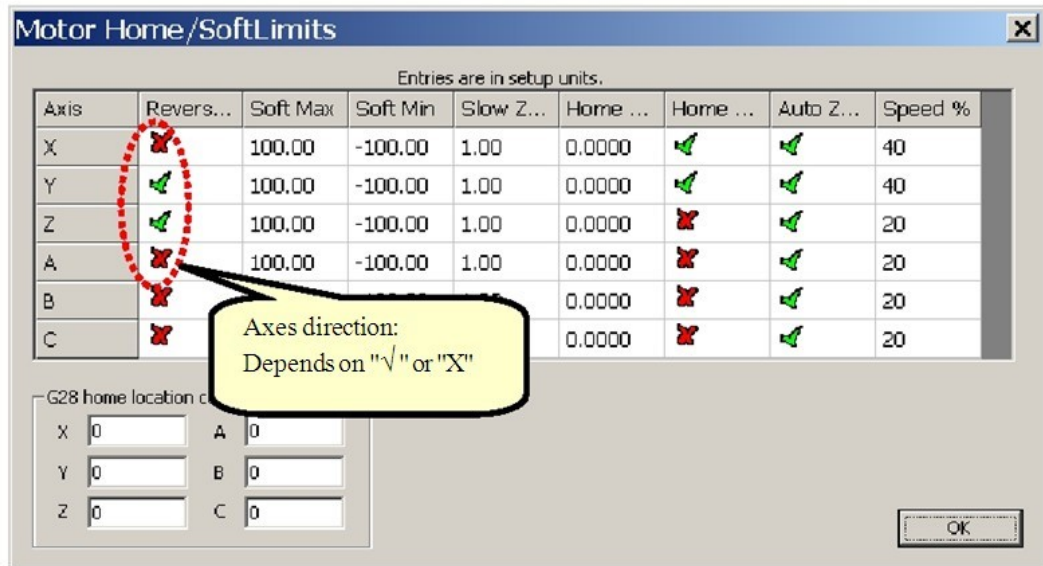 Motor Home/SoftLimits
Entries are in setup units.
Axis Revers... Soft Max Soft Min Slow Z... Home ... Home ... Auto Z... Speed %
X 100.00 -100.00 1.00 0.0000 40
Y 100.00 -100.00 1.00 0.0000 40
Z 100.00 -100.00 1.00 0.0000 20
A 100.00 -100.00 1.00 0.0000 20
B 0.0000 20
C 0.0000 20
Axes direction:
Depends on "√" or "X"
G28 home location
X 0 A 0
Y 0 B 0
Z 0 C 0
OK